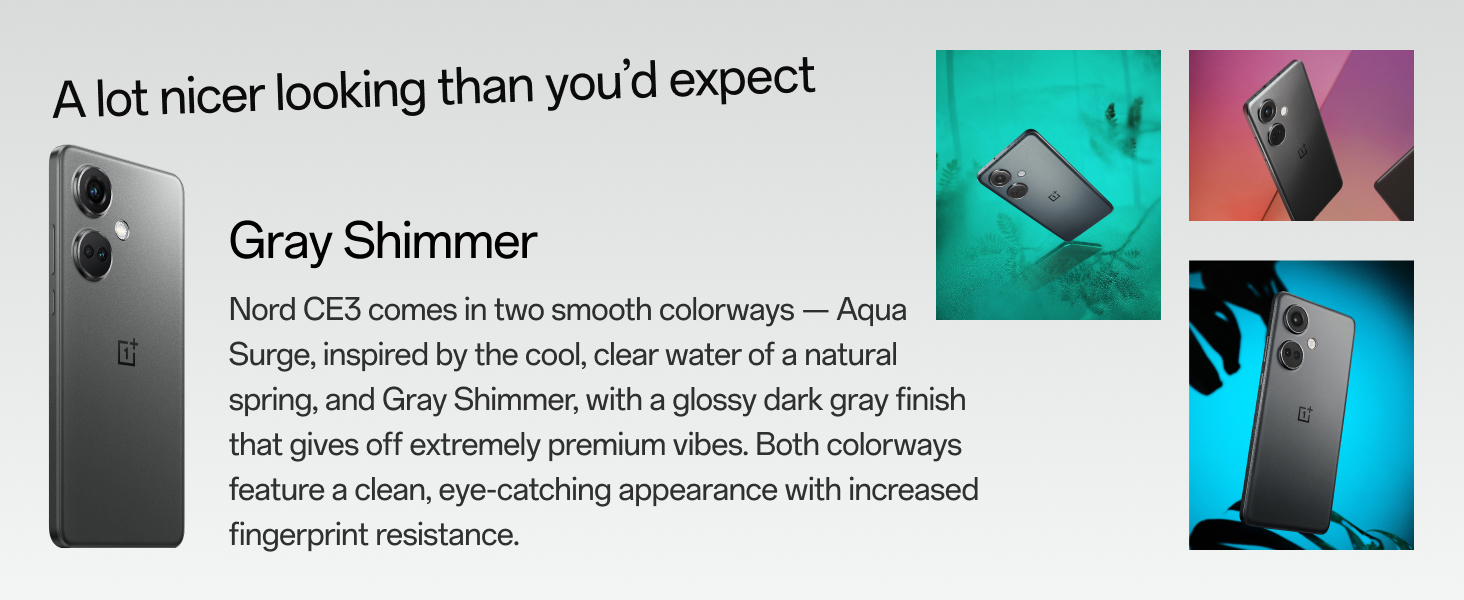 A lot nicer looking than you’d expect
Gray Shimmer
Nord CE3 comes in two smooth colorways — Aqua
Surge, inspired by the cool, clear water of a natural
spring, and Gray Shimmer, with a glossy dark gray finish
that gives off extremely premium vibes. Both colorways
feature a clean, eye-catching appearance with increased
fingerprint resistance.